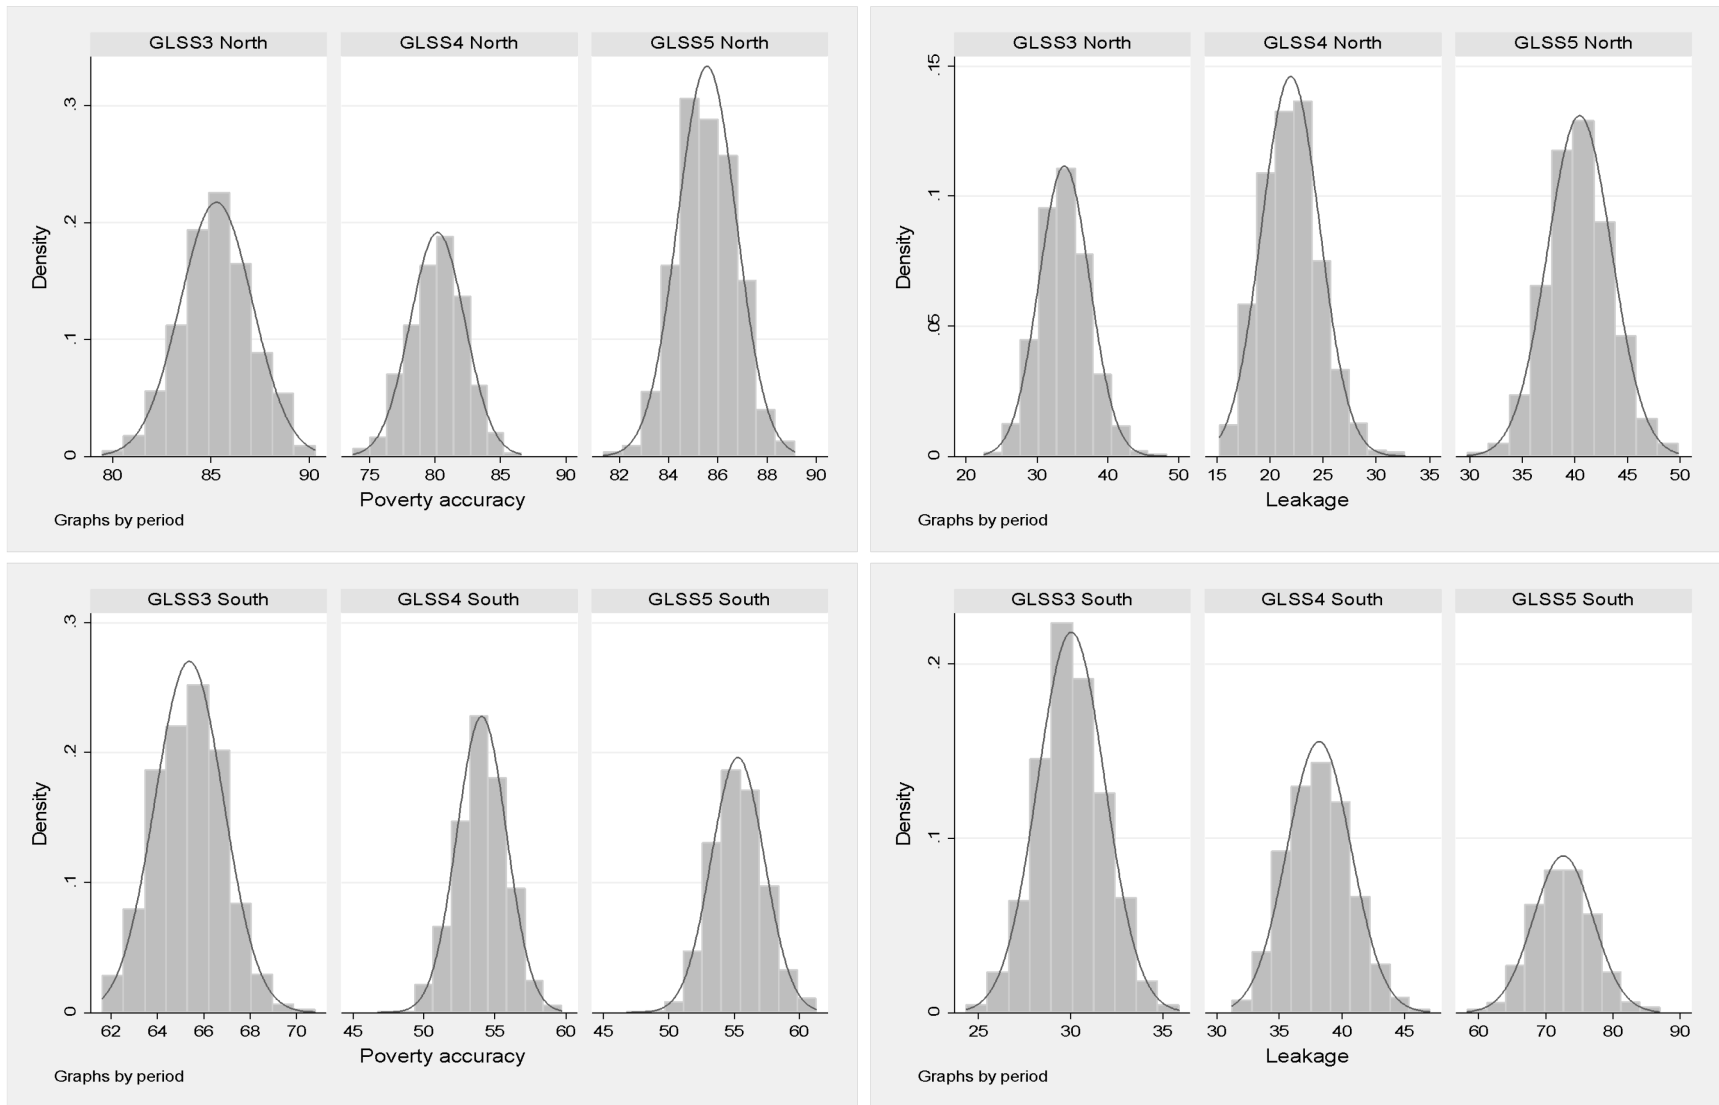 GLSS3 North GLSS4 North GLSS5 North
.3
.2
.1
0
Density
80 85 90 75 80 85 90 82 84 86 88 90
Poverty accuracy
Graphs by period
GLSS3 North GLSS4 North GLSS5 North
.15
.1
.05
0
Density
20 30 40 50 15 20 25 30 35 30 35 40 45 50
Leakage
Graphs by period
GLSS3 South GLSS4 South GLSS5 South
.3
.2
.1
0
Density
62 64 66 68 70 45 50 55 60 45 50 55 60
Poverty accuracy
Graphs by period
GLSS3 South GLSS4 South GLSS5 South
.2
.1
0
Density
25 30 35 30 35 40 45 60 70 80 90
Leakage
Graphs by period